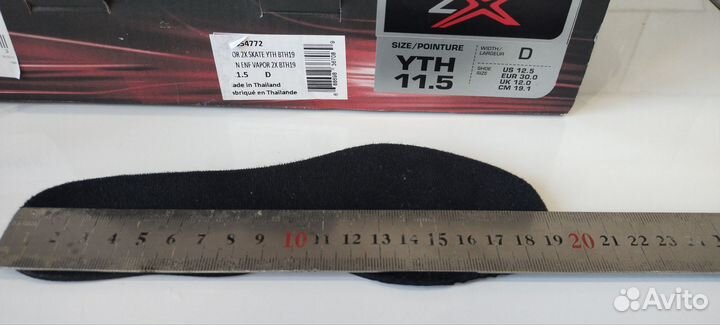 2X
54772
OR 2X SKATE YTH BTH19
N ENF VAPOR 2X BTH19
1.5 D
ade in Thailand
abriqué en Thaïlande
SIZE/POINTURE
YTH
11.5
WIDTH/
LARGEUR
D
SHOE
SIZE
US 12.5
EUR 30.0
UK 12.0
CM 19.1
2 3 4 5 6 7 8 9 10 11 12 13 14 15 16 17 18 19 20 21 22 23 24
Avito